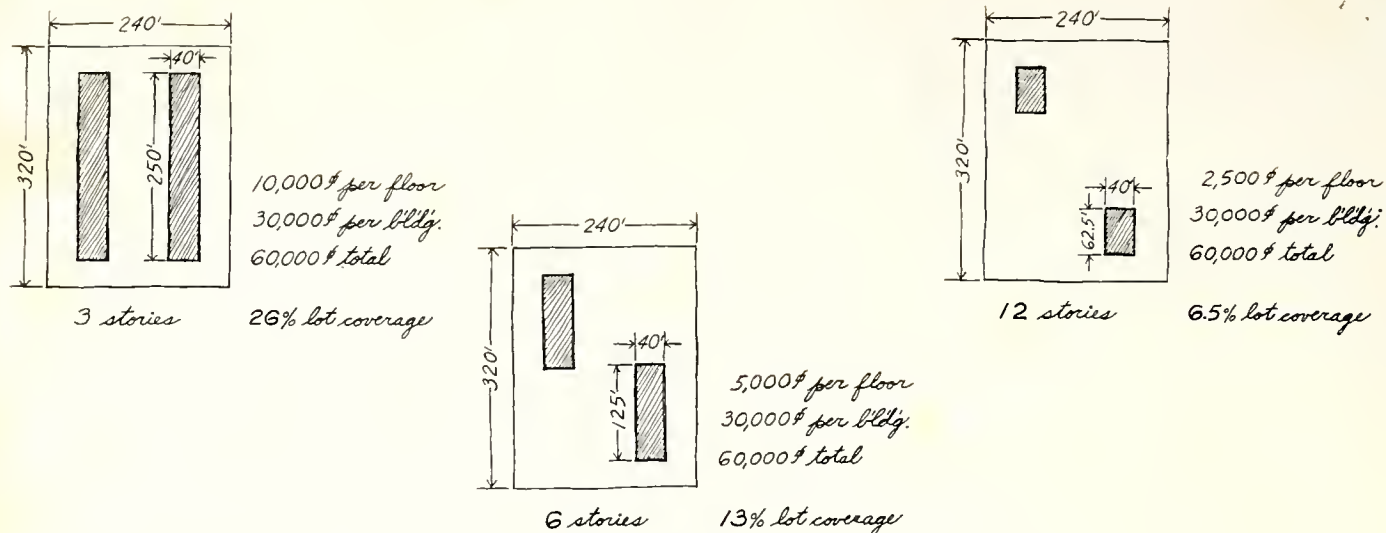 240'
40'
320'
250'
10,000⌗ per floor
30,000⌗ per bldg.
60,000⌗ total
3 stories
26% lot coverage
240'
320'
40'
125'
5,000⌗ per floor
30,000⌗ per bldg.
60,000⌗ total
6 stories
13% lot coverage
240'
320'
40'
62.5'
2,500⌗ per floor
30,000⌗ per bldg.
60,000⌗ total
12 stories
6.5% lot coverage